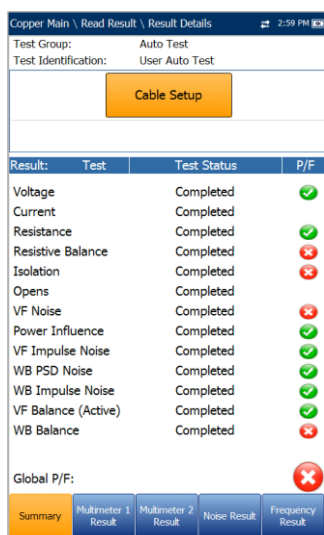 Copper Main \ Read Result \ Result Details 2:59 PM
Test Group: Auto Test
Test Identification: User Auto Test
Cable Setup
Result: Test Test Status P/F
Voltage Completed
Current Completed
Resistance Completed
Resistive Balance Completed
Isolation Completed
Opens Completed
VF Noise Completed
Power Influence Completed
VF Impulse Noise Completed
WB PSD Noise Completed
WB Impulse Noise Completed
VF Balance (Active) Completed
WB Balance Completed
Global P/F:
Summary Multimeter 1 Result Multimeter 2 Result Noise Result Frequency Result